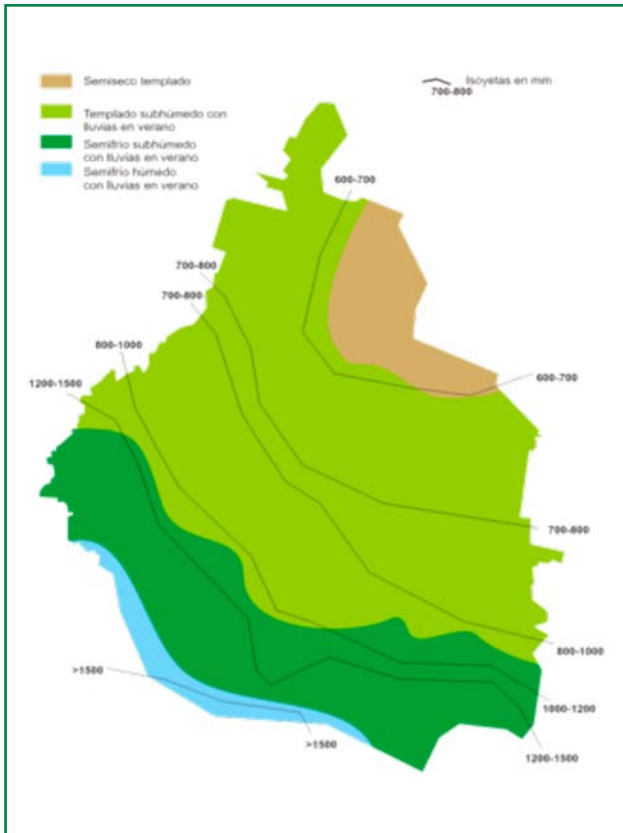 Semiseco templado
Isoyetas en mm
700-800
Templado subhúmedo con
lluvias en verano
Semifrío subhúmedo
con lluvias en verano
Semifrío húmedo
con lluvias en verano
600-700
700-800
700-800
800-1000
1200-1500
600-700
700-800
800-1000
>1500
1000-1200
>1500
1200-1500